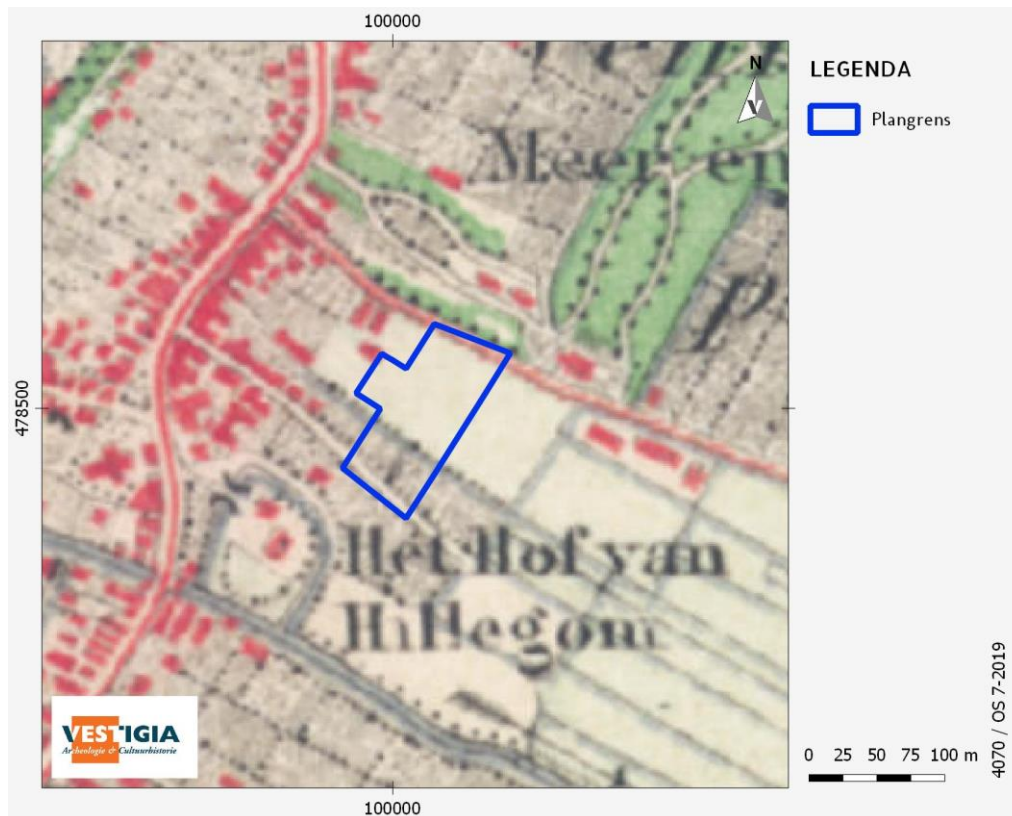 100000
N
LEGENDA
Plangrens
Meer en
P
478500
Het Hof van
Hillegom
VESTIGIA
Archeologie & Cultuurhistorie
0 25 50 75 100 m
4070 / OS 7-2019
100000